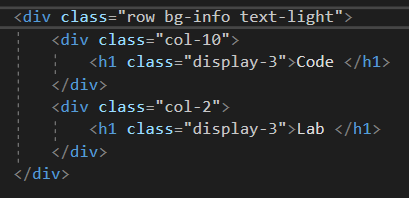 <div class="row bg-info text-light">
<div class="col-10">
<h1 class="display-3">Code </h1>
</div>
<div class="col-2">
<h1 class="display-3">Lab </h1>
</div>
</div>